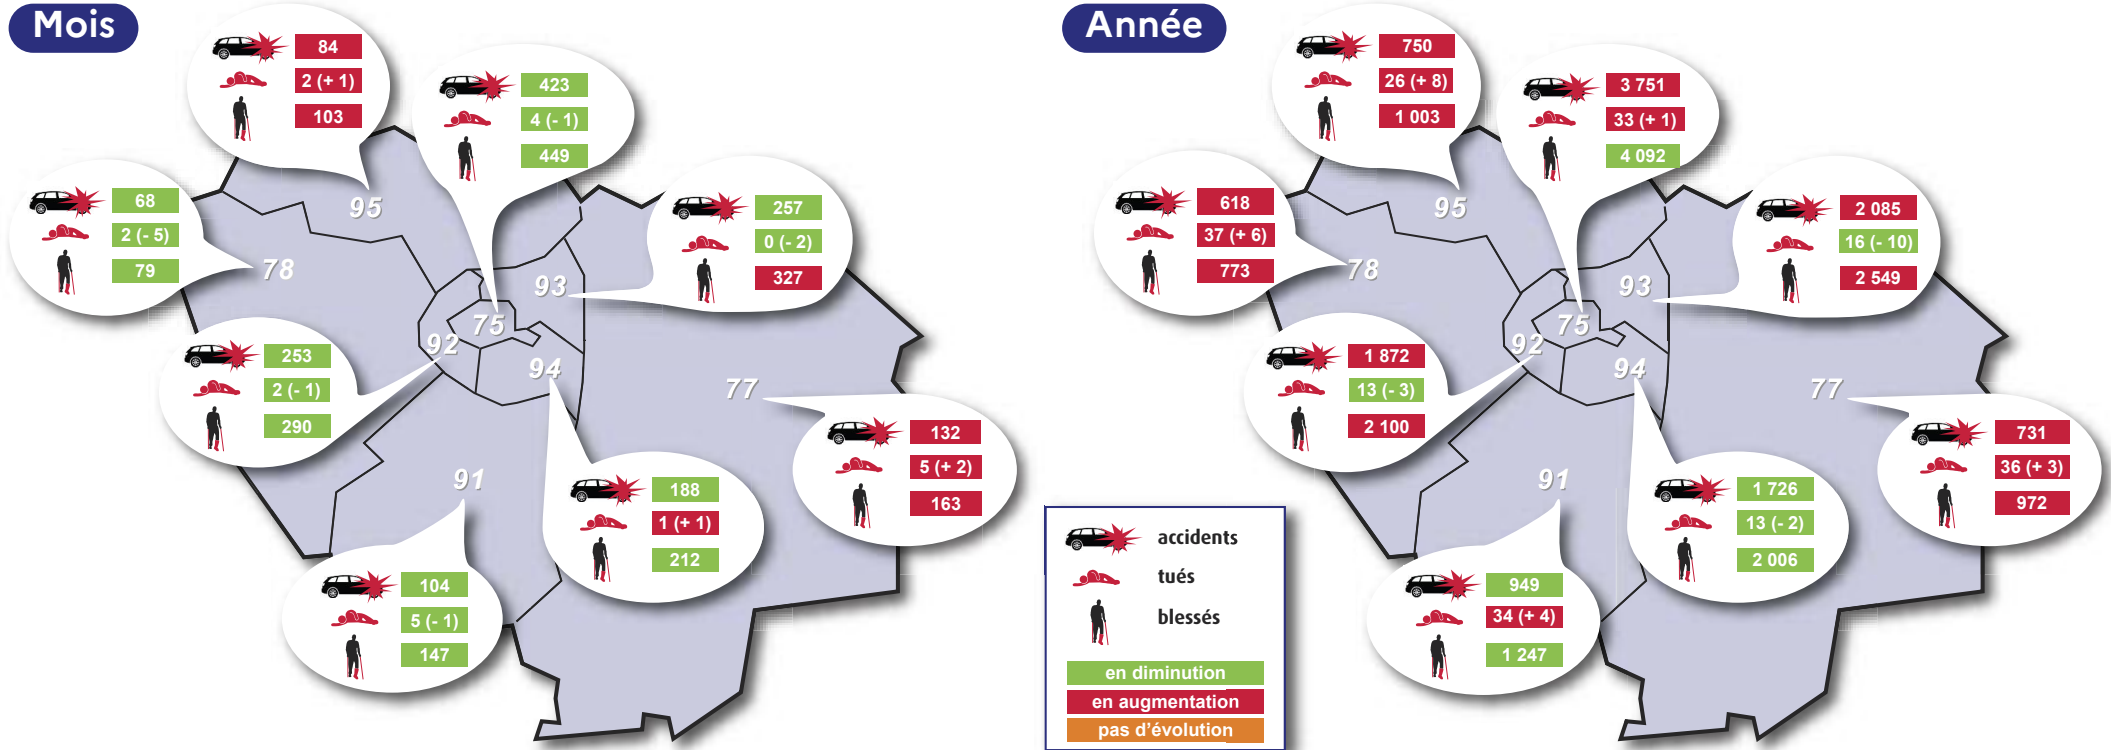 Mois
84
2 (+ 1)
103
423
4 (- 1)
449
68
2 (- 5)
79
257
0 (- 2)
327
253
2 (- 1)
290
132
5 (+ 2)
163
188
1 (+ 1)
212
104
5 (- 1)
147
95
78
93
75
92
94
77
91
Année
750
26 (+ 8)
1 003
3 751
33 (+ 1)
4 092
618
37 (+ 6)
773
2 085
16 (- 10)
2 549
1 872
13 (- 3)
2 100
731
36 (+ 3)
972
1 726
13 (- 2)
2 006
949
34 (+ 4)
1 247
95
78
93
75
92
94
77
91
accidents
tués
blessés
en diminution
en augmentation
pas d'évolution